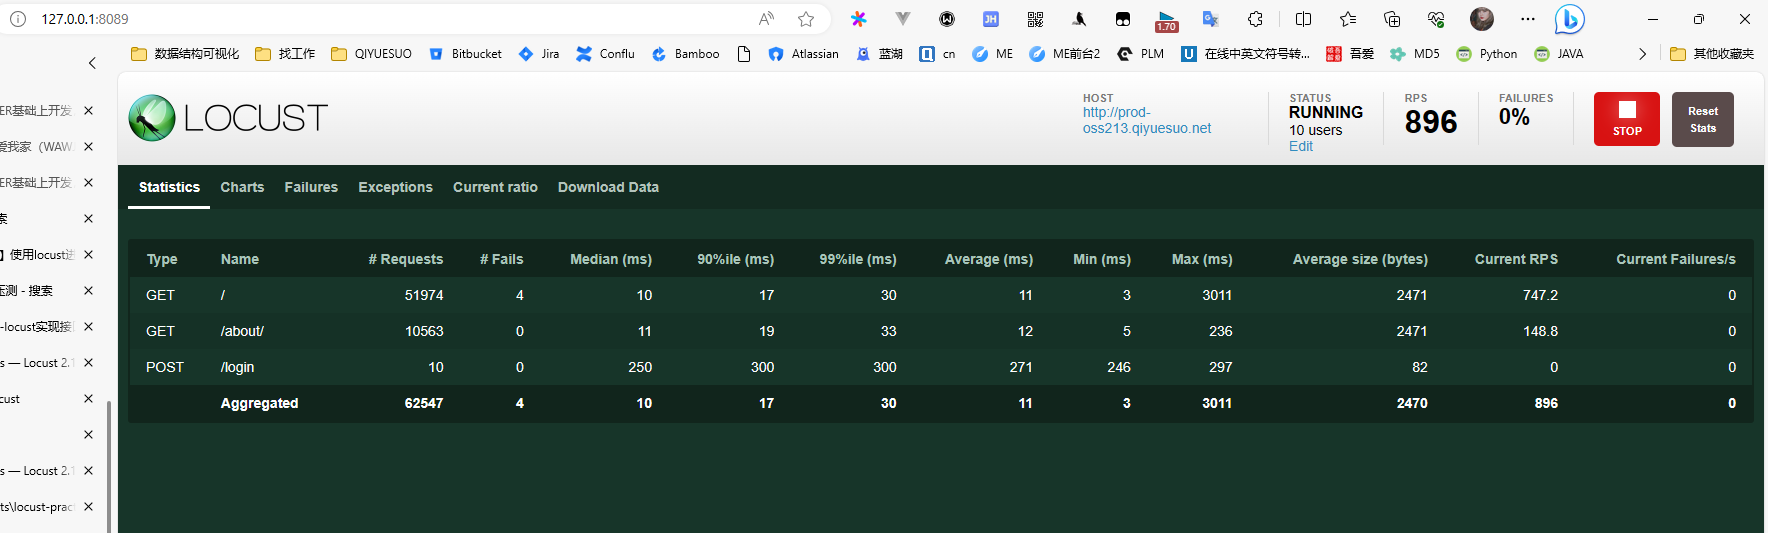 127.0.0.1:8089
1.70
数据结构可视化 找工作 QIYUESUO Bitbucket Jira Conflu Bamboo Atlassian 蓝湖 cn ME ME前台2 PLM 在线中英文符号转... 吾爱 MD5 Python JAVA 其他收藏夹
ER基础上开发
爱我家（WAW
ER基础上开发
索
】使用locust进
压测 - 搜索
-locust实现接
s — Locust 2.1
cust
s — Locust 2.1
ts\locust-prac
LOCUST
HOST
http://prod-
oss213.qiyuesuo.net
STATUS
RUNNING
10 users
Edit
RPS
896
FAILURES
0%
STOP
Reset
Stats
Statistics Charts Failures Exceptions Current ratio Download Data
Type Name # Requests # Fails Median (ms) 90%ile (ms) 99%ile (ms) Average (ms) Min (ms) Max (ms) Average size (bytes) Current RPS Current Failures/s
GET / 51974 4 10 17 30 11 3 3011 2471 747.2 0
GET /about/ 10563 0 11 19 33 12 5 236 2471 148.8 0
POST /login 10 0 250 300 300 271 246 297 82 0 0
Aggregated 62547 4 10 17 30 11 3 3011 2470 896 0